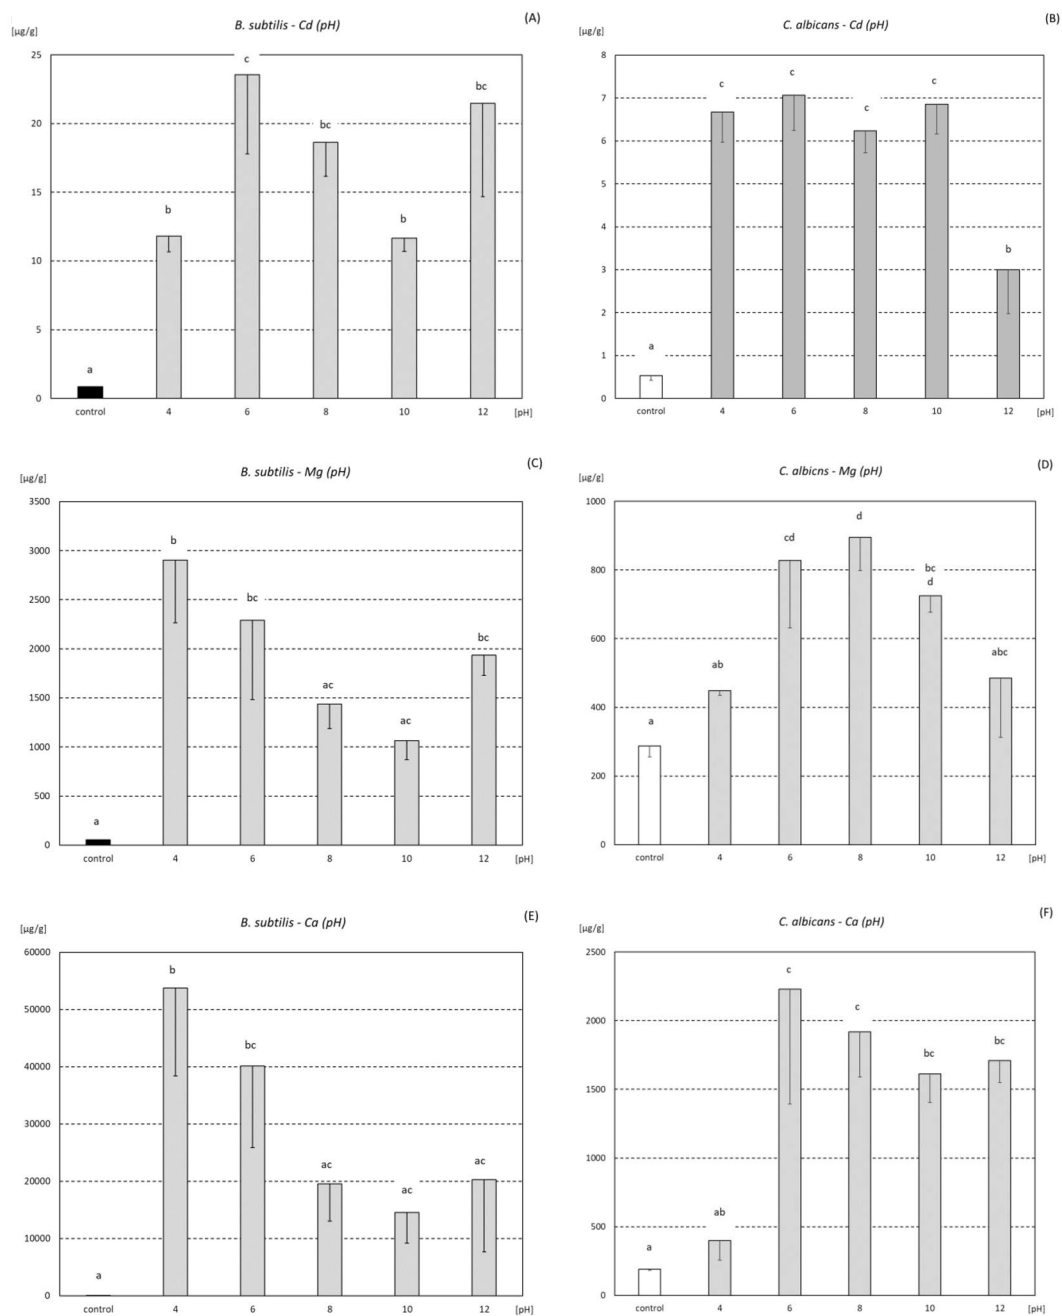 B. subtilis - Cd (pH)
(A)
[µg/g]
25
20
15
10
5
0
c
bc
bc
b
b
a
control 4 6 8 10 12 [pH]
C. albicans - Cd (pH)
(B)
[µg/g]
8
7
6
5
4
3
2
1
0
c
c
c
c
b
a
control 4 6 8 10 12 [pH]
B. subtilis - Mg (pH)
(C)
[µg/g]
3500
3000
2500
2000
1500
1000
500
0
b
bc
bc
ac
ac
a
control 4 6 8 10 12 [pH]
C. albicns - Mg (pH)
(D)
[µg/g]
1000
800
600
400
200
0
d
cd
bc
d
abc
ab
a
control 4 6 8 10 12 [pH]
B. subtilis - Ca (pH)
(E)
[µg/g]
60000
50000
40000
30000
20000
10000
0
b
bc
ac
ac
ac
a
control 4 6 8 10 12 [pH]
C. albicans - Ca (pH)
(F)
[µg/g]
2500
2000
1500
1000
500
0
c
c
bc
bc
ab
a
control 4 6 8 10 12 [pH]